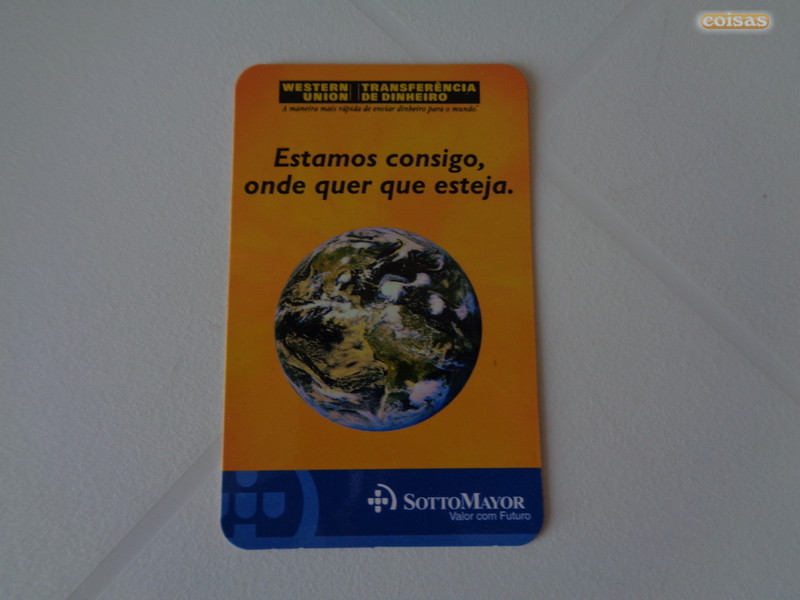 coisas
WESTERN UNION | TRANSFERÊNCIA DE DINHEIRO
A maneira mais rápida de enviar dinheiro para o mundo.
Estamos consigo,
onde quer que esteja.
SOTTOMAYOR
Valor com Futuro